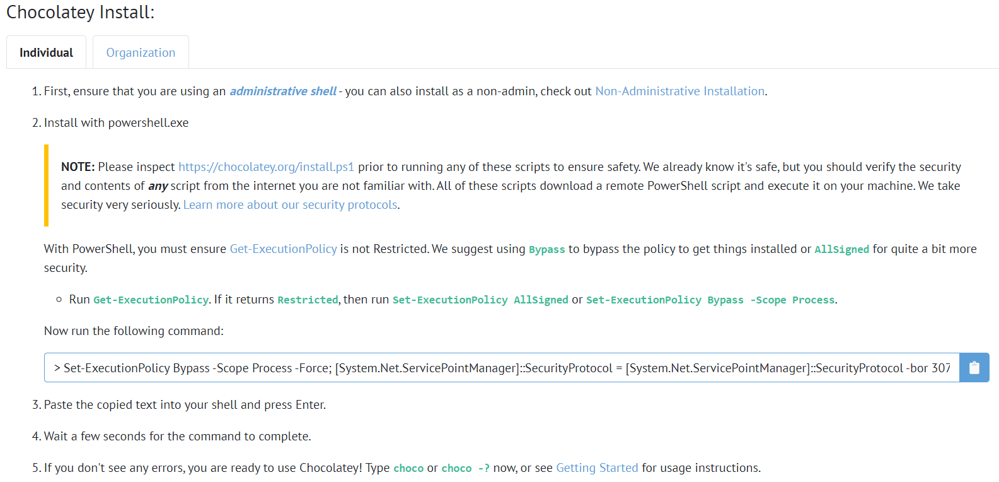 Chocolatey Install:
Individual
Organization
1. First, ensure that you are using an administrative shell - you can also install as a non-admin, check out Non-Administrative Installation.
2. Install with powershell.exe
NOTE: Please inspect https://chocolatey.org/install.ps1 prior to running any of these scripts to ensure safety. We already know it's safe, but you should verify the security
and contents of any script from the internet you are not familiar with. All of these scripts download a remote PowerShell script and execute it on your machine. We take
security very seriously. Learn more about our security protocols.
With PowerShell, you must ensure Get-ExecutionPolicy is not Restricted. We suggest using Bypass to bypass the policy to get things installed or AllSigned for quite a bit more
security.
Run Get-ExecutionPolicy. If it returns Restricted, then run Set-ExecutionPolicy AllSigned or Set-ExecutionPolicy Bypass -Scope Process.
Now run the following command:
> Set-ExecutionPolicy Bypass -Scope Process -Force; [System.Net.ServicePointManager]::SecurityProtocol = [System.Net.ServicePointManager]::SecurityProtocol -bor 307
3. Paste the copied text into your shell and press Enter.
4. Wait a few seconds for the command to complete.
5. If you don't see any errors, you are ready to use Chocolatey! Type choco or choco -? now, or see Getting Started for usage instructions.